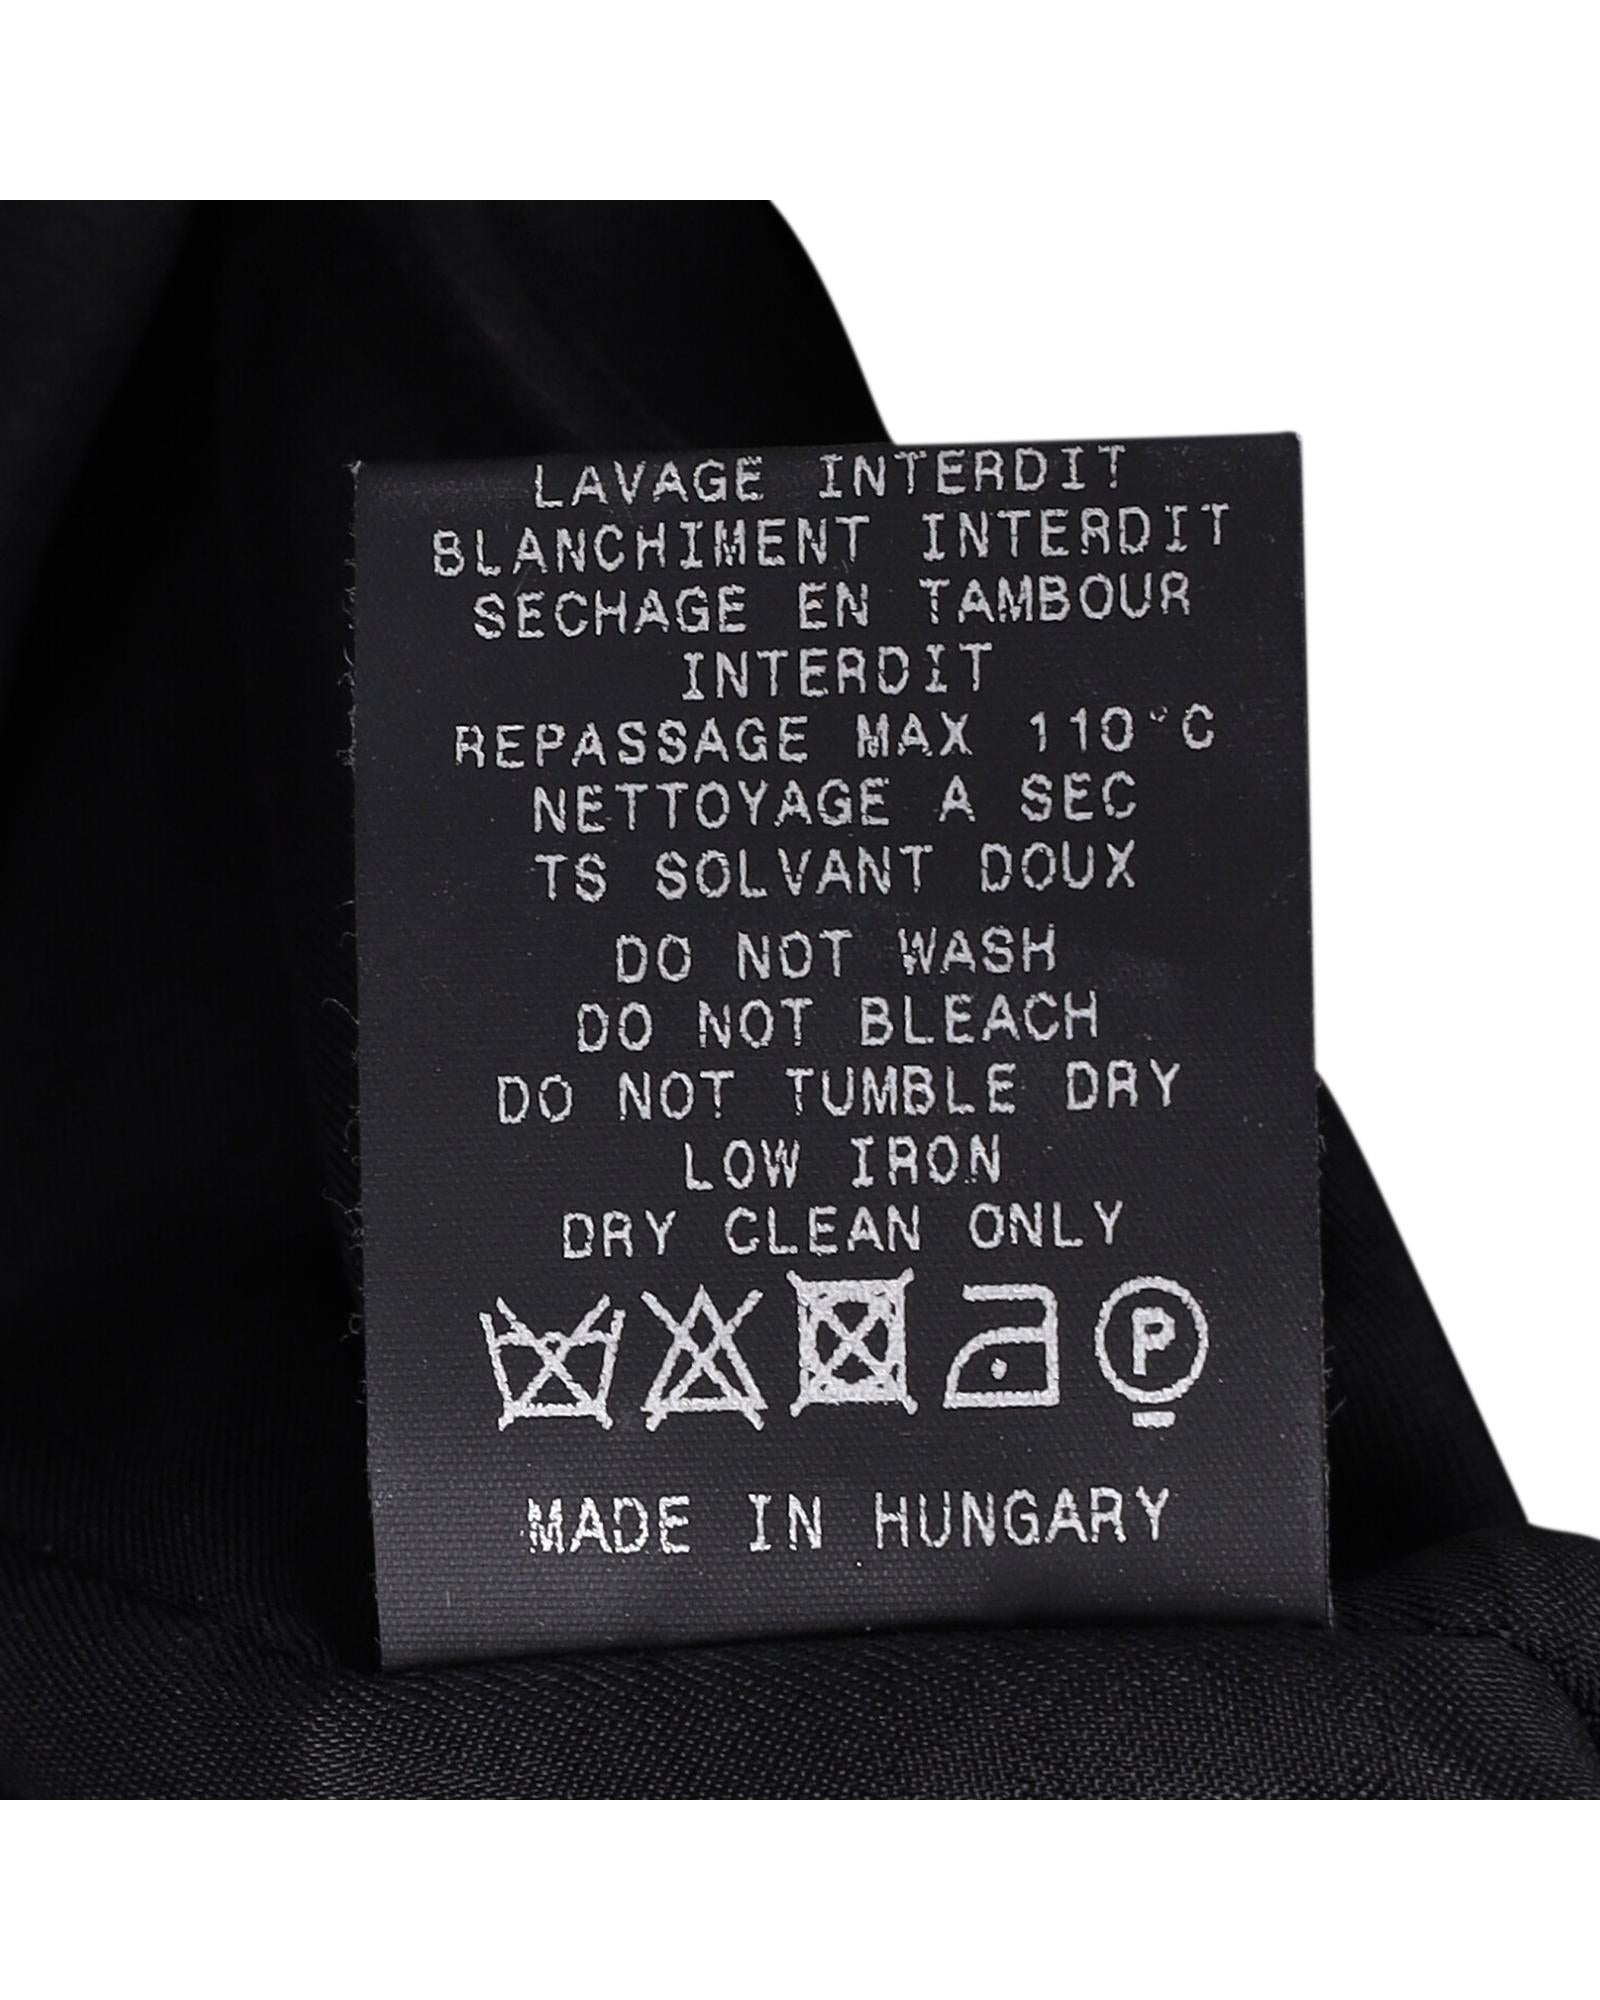 LAVAGE INTERDIT
BLANCHIMENT INTERDIT
SECHAGE EN TAMBOUR
INTERDIT
REPASSAGE MAX 110°C
NETTOYAGE A SEC
TS SOLVANT DOUX
DO NOT WASH
DO NOT BLEACH
DO NOT TUMBLE DRY
LOW IRON
DRY CLEAN ONLY
P
MADE IN HUNGARY